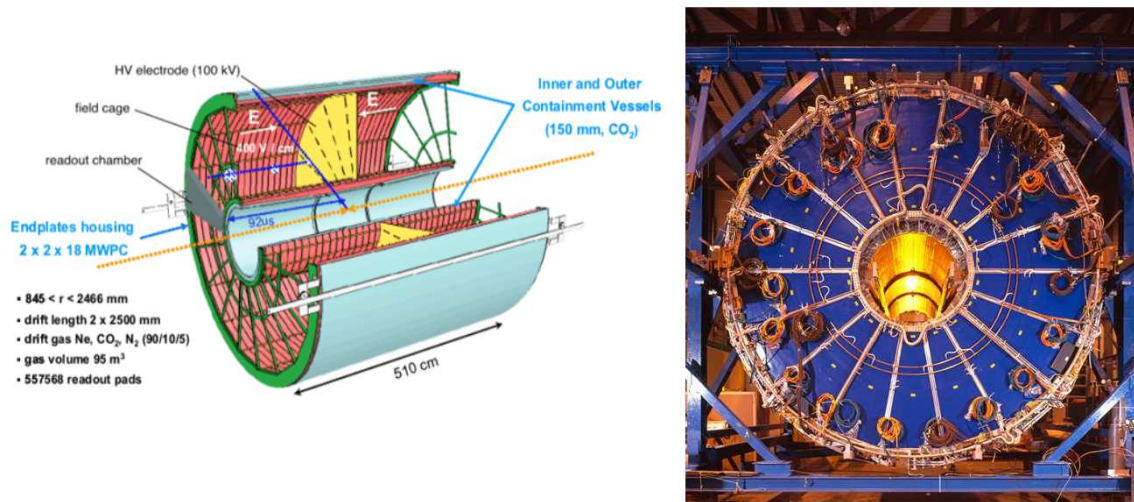 HV electrode (100 kV)
field cage
readout chamber
E
E
400 V / cm
92us
Inner and Outer
Containment Vessels
(150 mm, CO₂)
Endplates housing
2 x 2 x 18 MWPC
510 cm
▪ 845 < r < 2466 mm
▪ drift length 2 x 2500 mm
▪ drift gas Ne, CO₂, N₂ (90/10/5)
▪ gas volume 95 m³
▪ 557568 readout pads